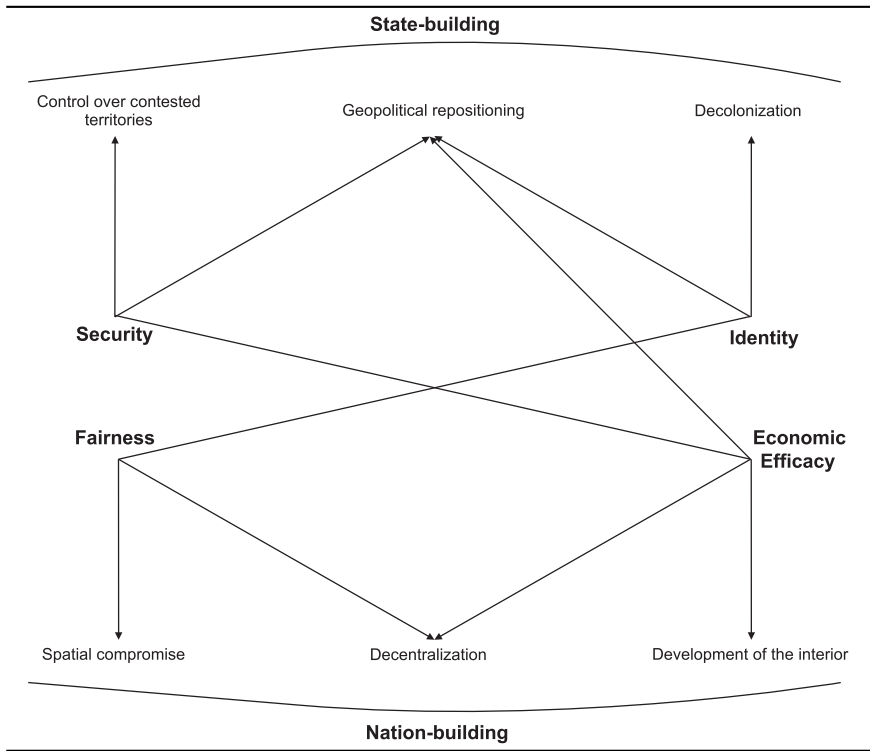 State-building
Control over contested
territories
Geopolitical repositioning
Decolonization
Security
Identity
Fairness
Economic
Efficacy
Spatial compromise
Decentralization
Development of the interior
Nation-building